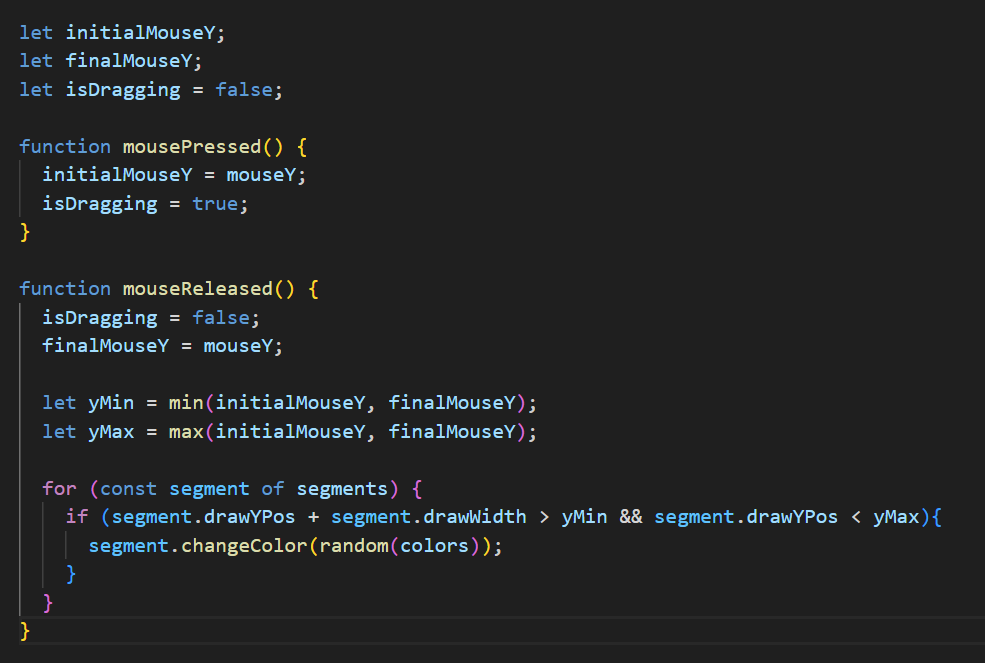 let initialMouseY;
let finalMouseY;
let isDragging = false;

function mousePressed() {
  initialMouseY = mouseY;
  isDragging = true;
}

function mouseReleased() {
  isDragging = false;
  finalMouseY = mouseY;

  let yMin = min(initialMouseY, finalMouseY);
  let yMax = max(initialMouseY, finalMouseY);

  for (const segment of segments) {
    if (segment.drawYPos + segment.drawWidth > yMin && segment.drawYPos < yMax){
      segment.changeColor(random(colors));
    }
  }
}